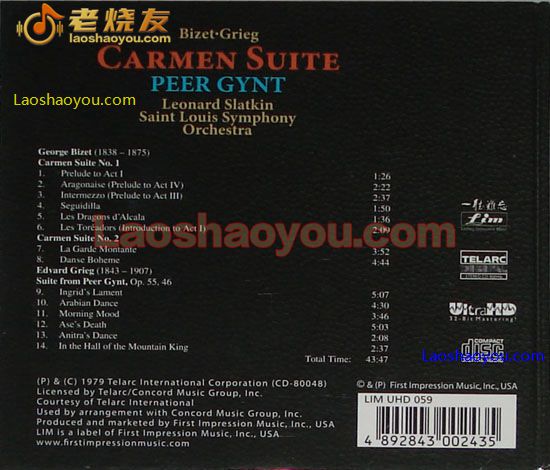 老烧友
laoshaoyou.com
Laoshaoyou.com
Bizet·Grieg
CARMEN SUITE
PEER GYNT
Leonard Slatkin
Saint Louis Symphony
Orchestra
George Bizet (1838 – 1875)
Carmen Suite No. 1
1. Prelude to Act I 1:26
2. Aragonaise (Prelude to Act IV) 2:22
3. Intermezzo (Prelude to Act III) 2:37
4. Seguidilla 1:50
5. Les Dragons d'Alcala 1:36
6. Les Toreadors (Introduction to Act I) 2:09
Carmen Suite No. 2
7. La Garde Montante 3:52
8. Danse Boheme 4:44
Edvard Grieg (1843 – 1907)
Suite from Peer Gynt, Op. 55, 46
9. Ingrid's Lament 5:07
10. Arabian Dance 4:30
11. Morning Mood 3:46
12. Ase's Death 5:03
13. Anitra's Dance 2:08
14. In the Hall of the Mountain King 2:37
Total Time: 43:47
Laoshaoyou.com
一聽難忘
fim
TELARC
UltraHD
32-Bit Mastering!
COMPACT
disc
Laoshaoyou.com
(P) & (C) 1979 Telarc International Corporation (CD-80048)
Licensed by Telarc/Concord Music Group, Inc.
Courtesy of Telarc International
Used by arrangement with Concord Music Group, Inc.
Produced and marketed by First Impression Music, Inc.
LIM is a label of First Impression Music, Inc., USA
www.firstimpressionmusic.com
© & (P) First Impression Music, Inc., USA
LIM UHD 059
4 892843 002435